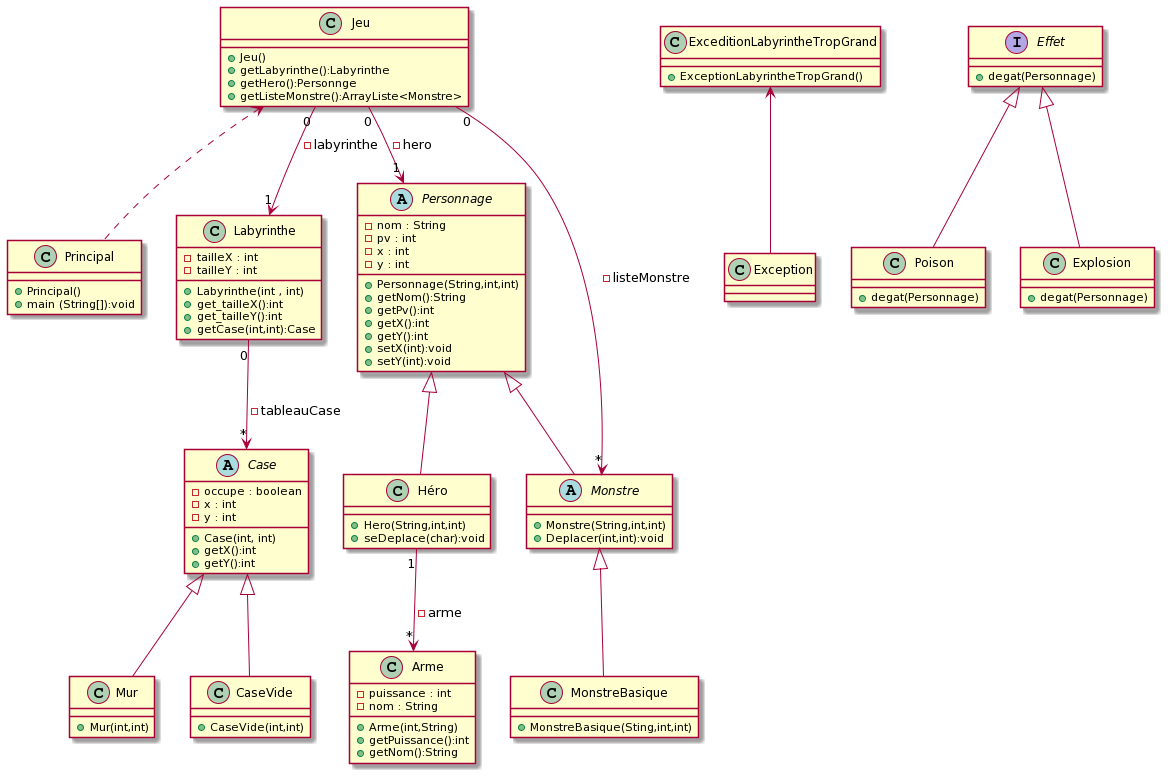 C Jeu
Jeu()
getLabyrinthe():Labyrinthe
getHero():Personnge
getListeMonstre():ArrayListe<Monstre>
C ExceditionLabyrintheTropGrand
ExceptionLabyrintheTropGrand()
I Effet
degat(Personnage)
0
0
0
labyrinthe
hero
1
1
listeMonstre
*
C Principal
Principal()
main (String[]):void
C Labyrinthe
tailleX : int
tailleY : int
Labyrinthe(int , int)
get_tailleX():int
get_tailleY():int
getCase(int,int):Case
A Personnage
nom : String
pv : int
x : int
y : int
Personnage(String,int,int)
getNom():String
getPv():int
getX():int
getY():int
setX(int):void
setY(int):void
C Exception
C Poison
degat(Personnage)
C Explosion
degat(Personnage)
0
tableauCase
*
A Case
occupe : boolean
x : int
y : int
Case(int, int)
getX():int
getY():int
C Héro
Hero(String,int,int)
seDeplace(char):void
A Monstre
Monstre(String,int,int)
Deplacer(int,int):void
1
arme
*
C Mur
Mur(int,int)
C CaseVide
CaseVide(int,int)
C Arme
puissance : int
nom : String
Arme(int,String)
getPuissance():int
getNom():String
C MonstreBasique
MonstreBasique(Sting,int,int)